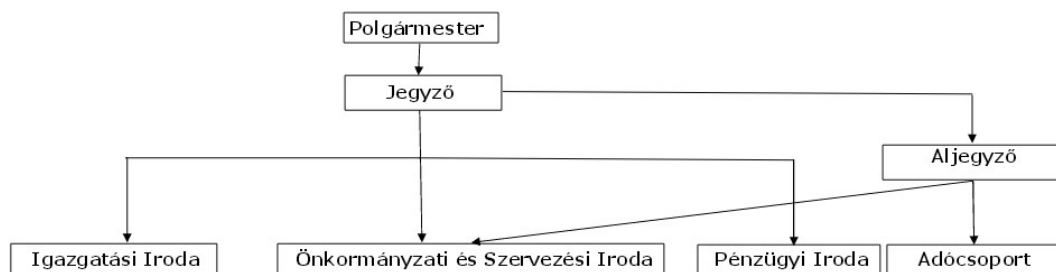 Polgármester
Jegyző
Aljegyző
Igazgatási Iroda
Önkormányzati és Szervezési Iroda
Pénzügyi Iroda
Adócsoport